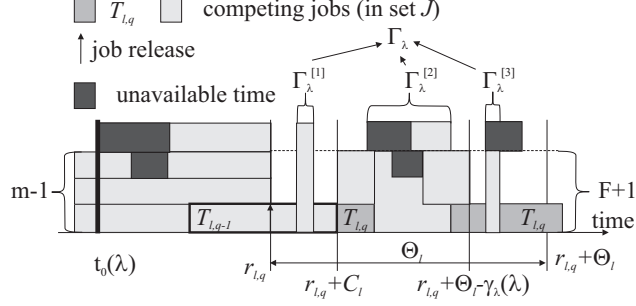 T_{l,q} competing jobs (in set J)
job release
Γ_λ
unavailable time
Γ_λ^{[1]} Γ_λ^{[2]} Γ_λ^{[3]}
m-1
F+1
T_{l,q-1} T_{l,q} T_{l,q}
time
t_0(λ) r_{l,q} Θ_l r_{l,q}+Θ_l
r_{l,q}+C_l r_{l,q}+Θ_l-γ_λ(λ)